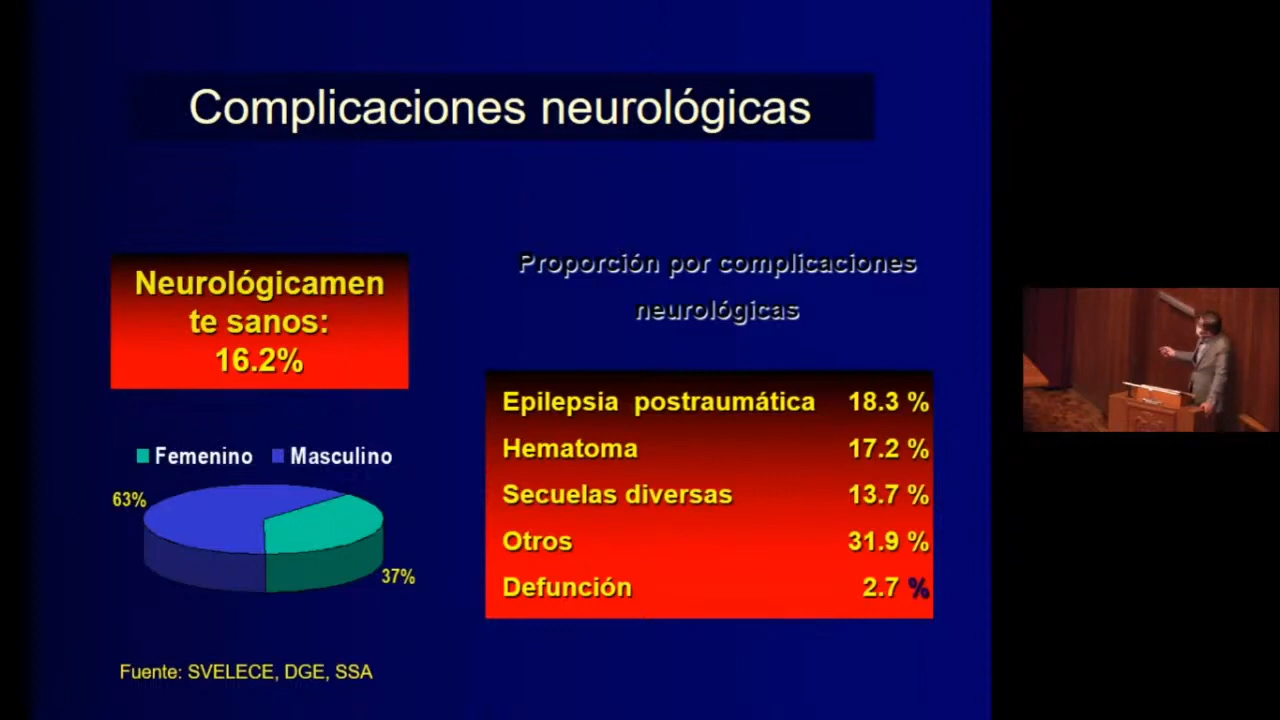 Complicaciones neurológicas
Neurológicamen
te sanos:
16.2%
Femenino Masculino
63%
37%
Proporción por complicaciones
neurológicas
Epilepsia postraumática 18.3 %
Hematoma 17.2 %
Secuelas diversas 13.7 %
Otros 31.9 %
Defunción 2.7 %
Fuente: SVELECE, DGE, SSA